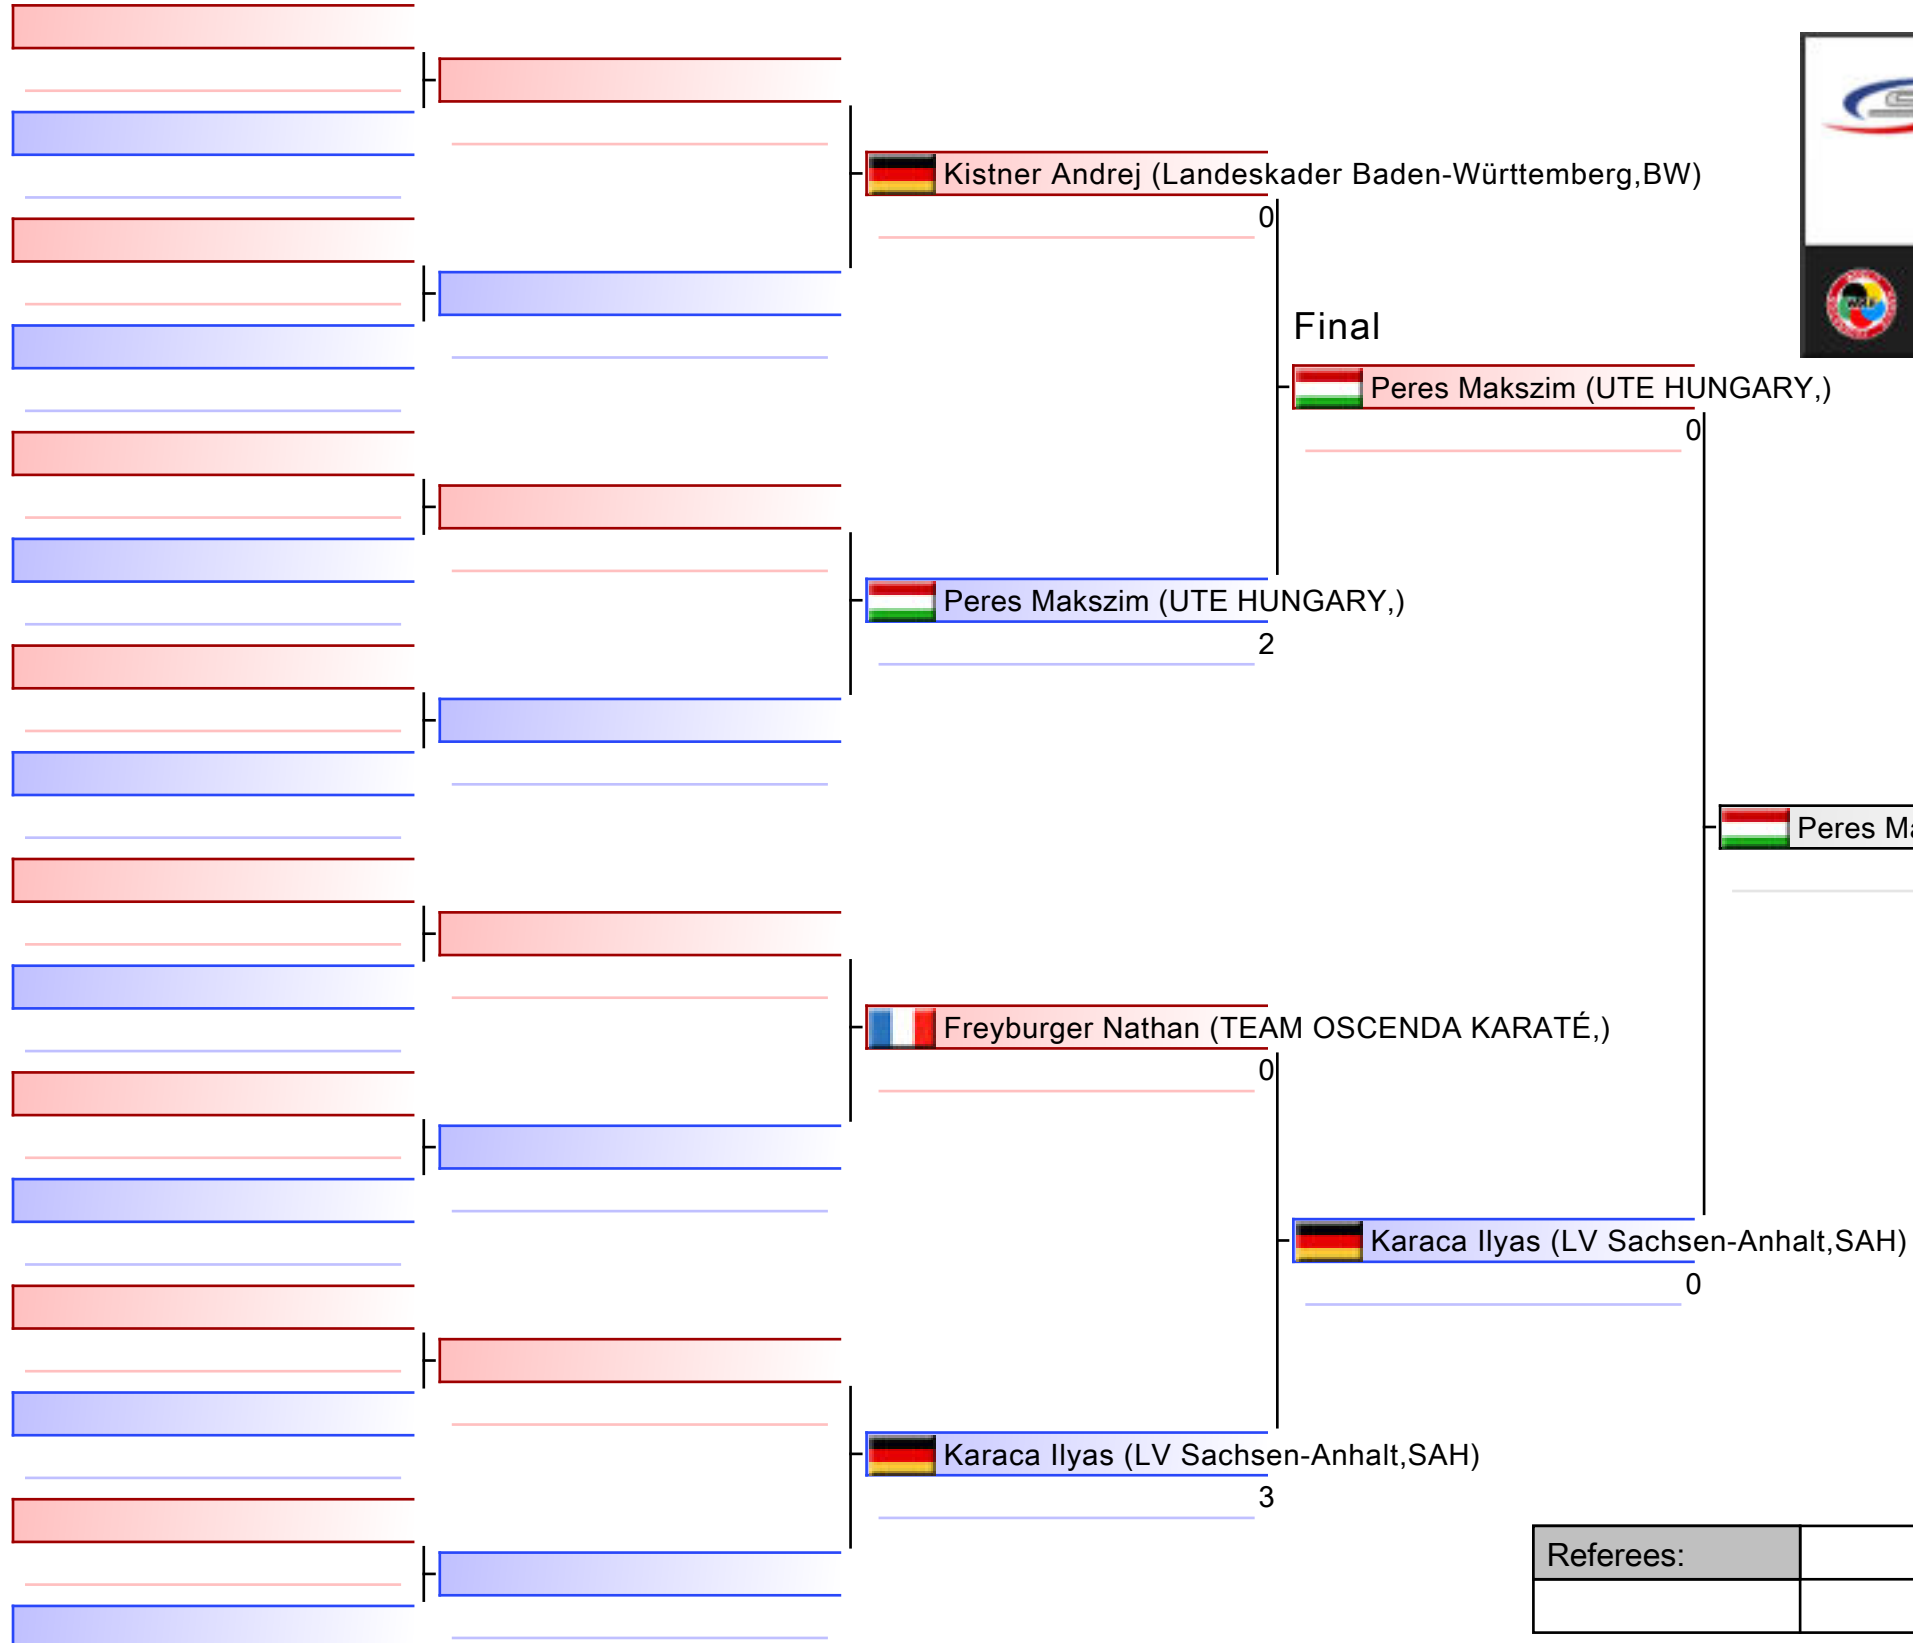 Kistner Andrej (Landeskader Baden-Württemberg,BW)
0
Final
Peres Makszim (UTE HUNGARY,)
0
Peres Makszim (UTE HUNGARY,)
2
Peres Ma
Freyburger Nathan (TEAM OSCENDA KARATÉ,)
0
Karaca Ilyas (LV Sachsen-Anhalt,SAH)
0
Karaca Ilyas (LV Sachsen-Anhalt,SAH)
3
Referees: